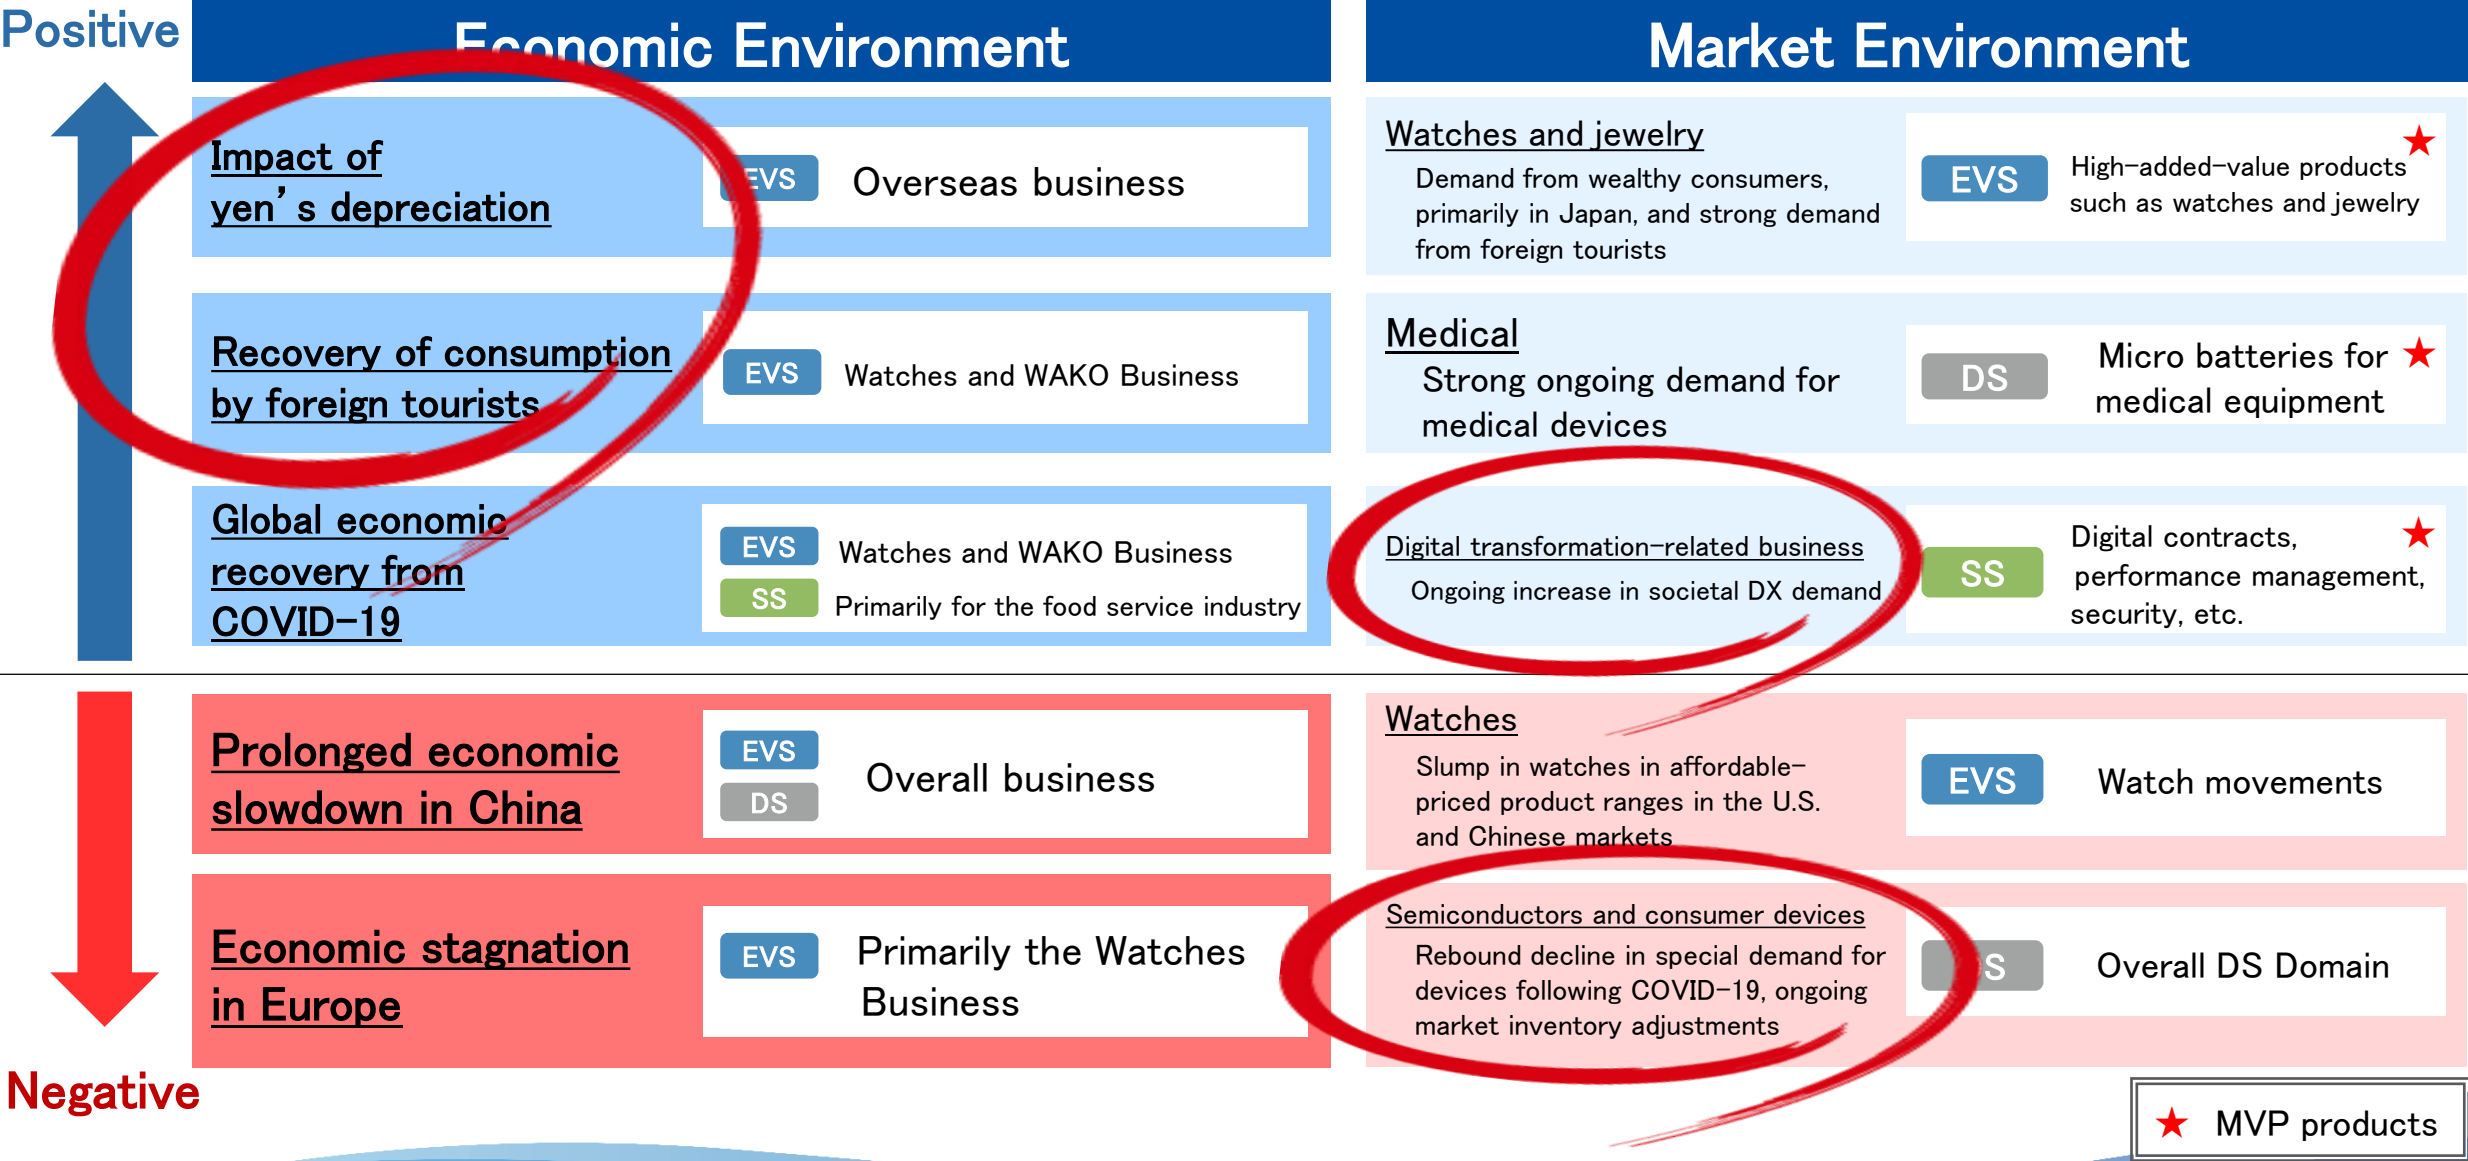 Positive
Economic Environment
Impact of
yen's depreciation
EVS
Overseas business
Recovery of consumption
by foreign tourists
EVS
Watches and WAKO Business
Global economic
recovery from
COVID-19
EVS
Watches and WAKO Business
SS
Primarily for the food service industry
Prolonged economic
slowdown in China
EVS
DS
Overall business
Economic stagnation
in Europe
EVS
Primarily the Watches
Business
Negative
Market Environment
Watches and jewelry
Demand from wealthy consumers,
primarily in Japan, and strong demand
from foreign tourists
EVS
High-added-value products ★
such as watches and jewelry
Medical
Strong ongoing demand for
medical devices
DS
Micro batteries for ★
medical equipment
Digital transformation-related business
Ongoing increase in societal DX demand
SS
Digital contracts, ★
performance management,
security, etc.
Watches
Slump in watches in affordable-
priced product ranges in the U.S.
and Chinese markets
EVS
Watch movements
Semiconductors and consumer devices
Rebound decline in special demand for
devices following COVID-19, ongoing
market inventory adjustments
DS
Overall DS Domain
★ MVP products